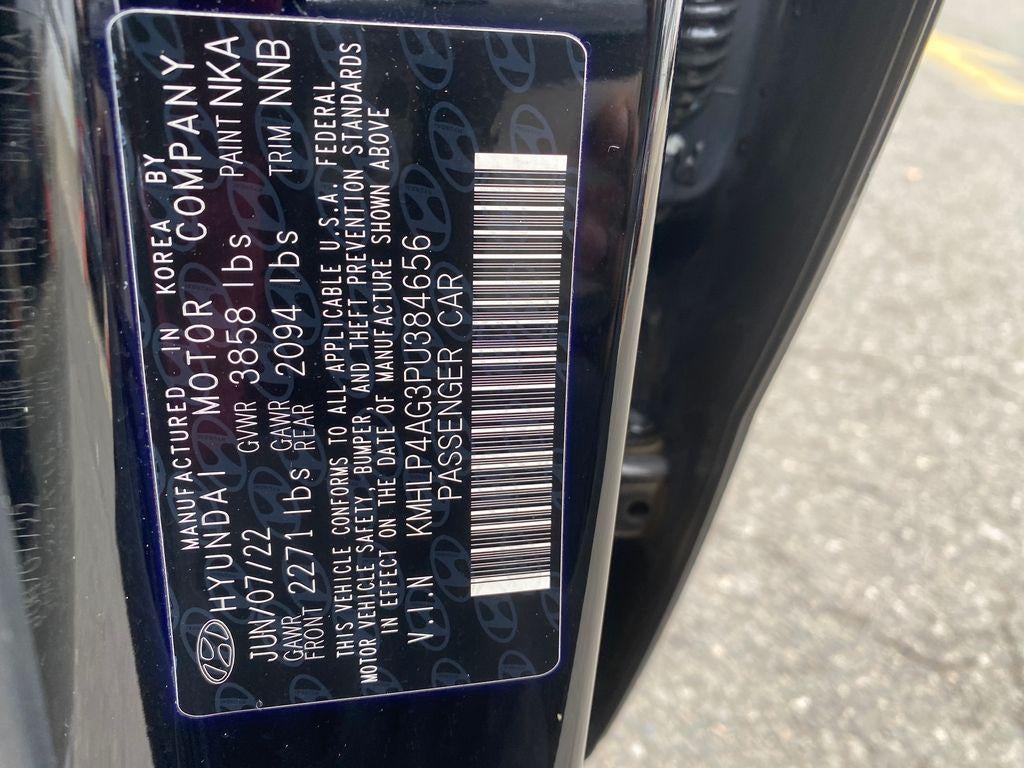 MANUFACTURED IN KOREA BY
HYUNDAI MOTOR COMPANY
JUN/07/22 GVWR 3858 lbs PAINT NKA
GAWR FRONT 2271 lbs GAWR REAR 2094 lbs TRIM NNB
THIS VEHICLE CONFORMS TO ALL APPLICABLE U.S.A. FEDERAL
MOTOR VEHICLE SAFETY, BUMPER, AND THEFT PREVENTION STANDARDS
IN EFFECT ON THE DATE OF MANUFACTURE SHOWN ABOVE
V.I.N KMHLP4AG3PU384656
PASSENGER CAR